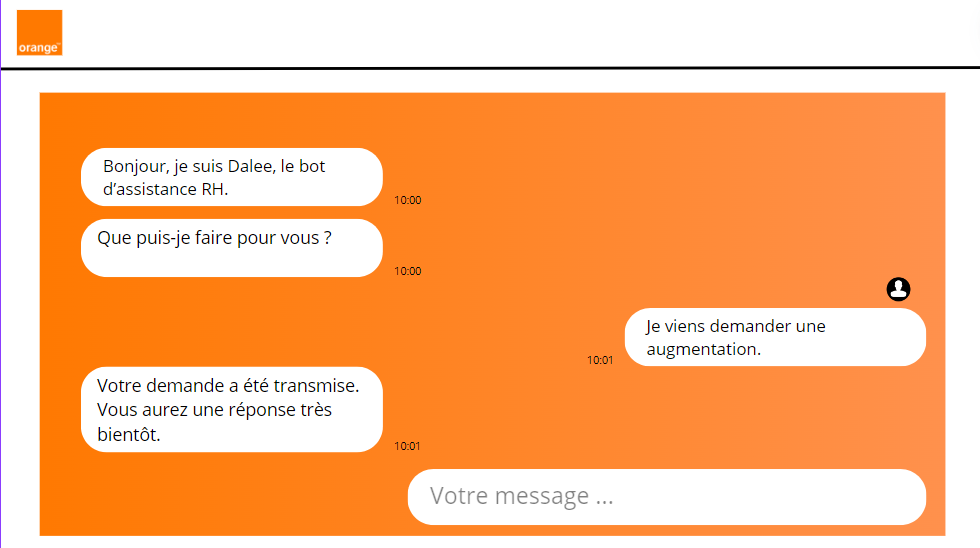 orange™
Bonjour, je suis Dalee, le bot
d’assistance RH.
10:00
Que puis-je faire pour vous ?
10:00
Je viens demander une
augmentation.
10:01
Votre demande a été transmise.
Vous aurez une réponse très
bientôt.
10:01
Votre message ...